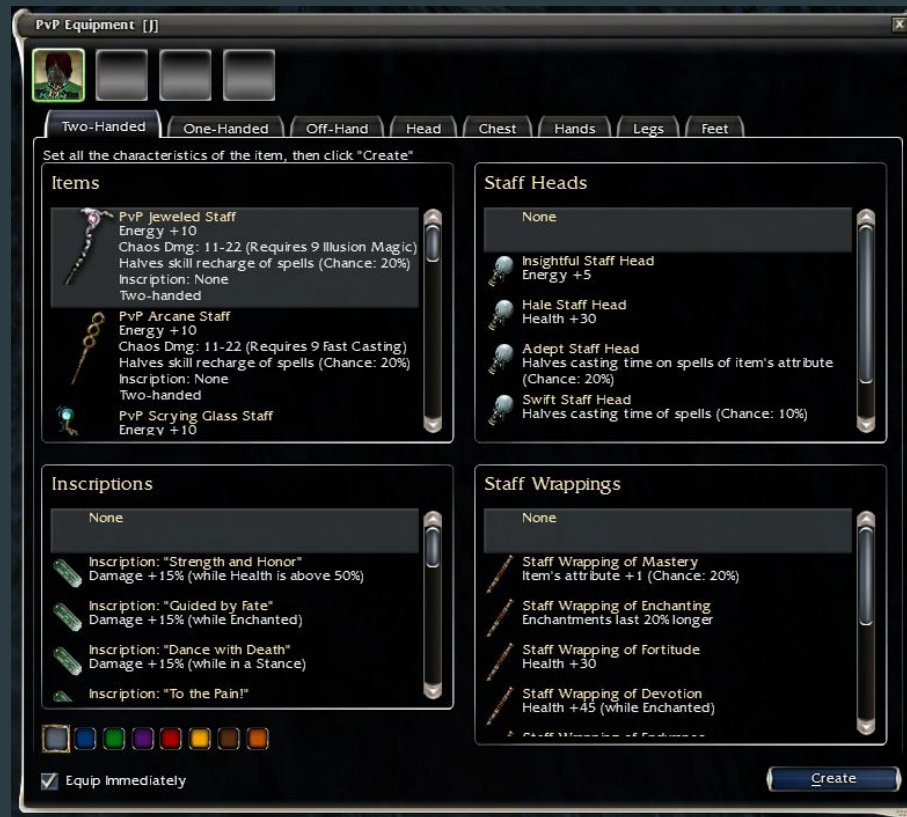 PvP Equipment [J]
Two-Handed
One-Handed
Off-Hand
Head
Chest
Hands
Legs
Feet
Set all the characteristics of the item, then click "Create"
Items
PvP Jeweled Staff
Energy +10
Chaos Dmg: 11-22 (Requires 9 Illusion Magic)
Halves skill recharge of spells (Chance: 20%)
Inscription: None
Two-handed
PvP Arcane Staff
Energy +10
Chaos Dmg: 11-22 (Requires 9 Fast Casting)
Halves skill recharge of spells (Chance: 20%)
Inscription: None
Two-handed
PvP Scrying Glass Staff
Energy +10
Staff Heads
None
Insightful Staff Head
Energy +5
Hale Staff Head
Health +30
Adept Staff Head
Halves casting time on spells of item's attribute
(Chance: 20%)
Swift Staff Head
Halves casting time of spells (Chance: 10%)
Inscriptions
None
Inscription: "Strength and Honor"
Damage +15% (while Health is above 50%)
Inscription: "Guided by Fate"
Damage +15% (while Enchanted)
Inscription: "Dance with Death"
Damage +15% (while in a Stance)
Inscription: "To the Pain!"
Staff Wrappings
None
Staff Wrapping of Mastery
Item's attribute +1 (Chance: 20%)
Staff Wrapping of Enchanting
Enchantments last 20% longer
Staff Wrapping of Fortitude
Health +30
Staff Wrapping of Devotion
Health +45 (while Enchanted)
Staff Wrapping of Endurance
Equip Immediately
Create